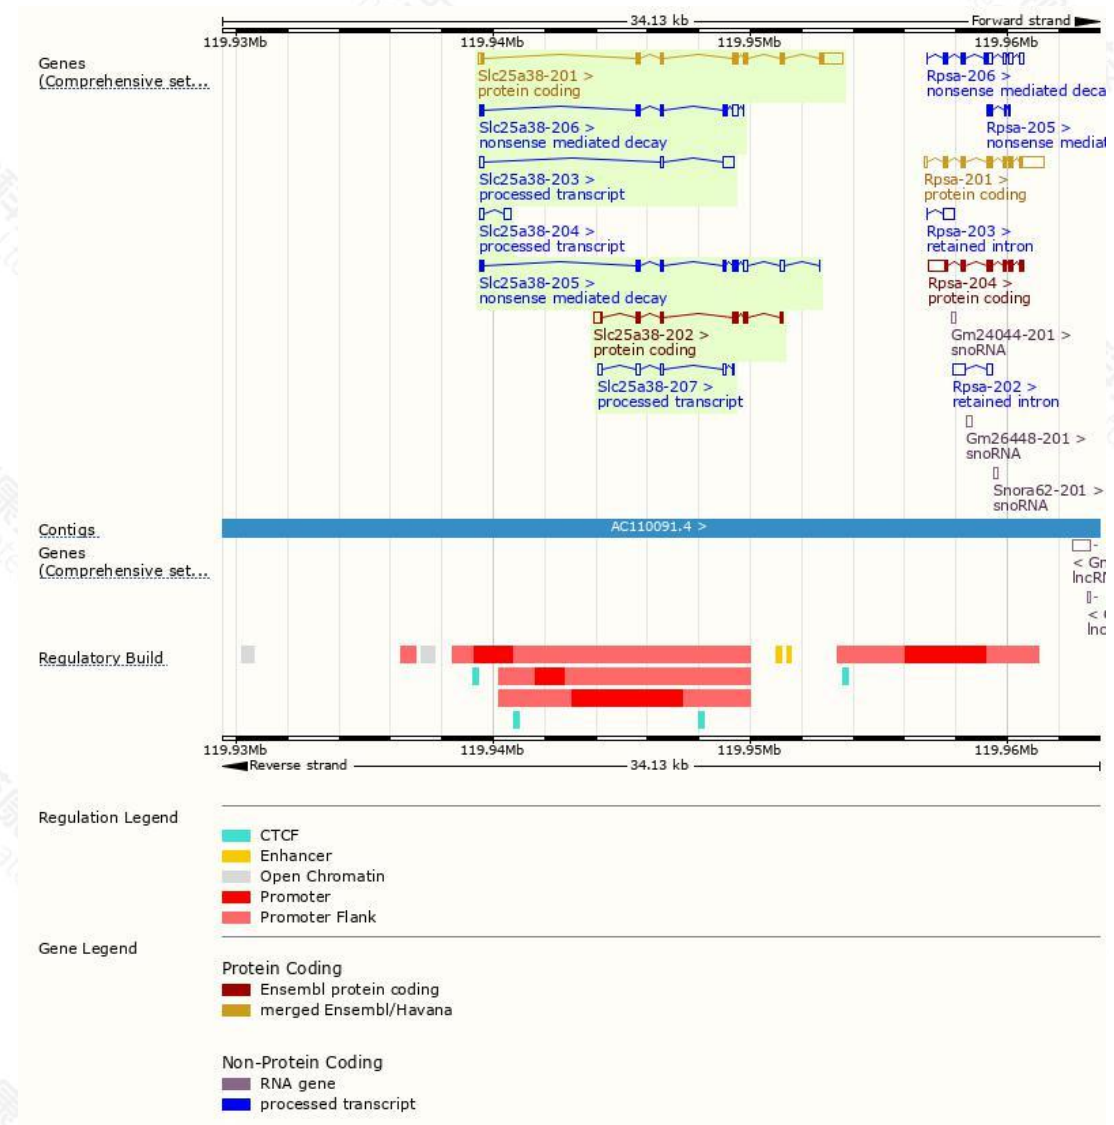 34.13 kb
Forward strand
119.93Mb 119.94Mb 119.95Mb 119.96Mb
Genes
(Comprehensive set...
Slc25a38-201 >
protein coding
Rpsa-206 >
nonsense mediated deca
Slc25a38-206 >
nonsense mediated decay
Rpsa-205 >
nonsense mediat
Slc25a38-203 >
processed transcript
Rpsa-201 >
protein coding
Slc25a38-204 >
processed transcript
Rpsa-203 >
retained intron
Slc25a38-205 >
nonsense mediated decay
Rpsa-204 >
protein coding
Slc25a38-202 >
protein coding
Gm24044-201 >
snoRNA
Slc25a38-207 >
processed transcript
Rpsa-202 >
retained intron
Gm26448-201 >
snoRNA
Snora62-201 >
snoRNA
Contigs
AC110091.4 >
Genes
(Comprehensive set...
< Gm
lncRN
<
lnc
Regulatory Build
119.93Mb 119.94Mb 119.95Mb 119.96Mb
Reverse strand
34.13 kb
Regulation Legend
CTCF
Enhancer
Open Chromatin
Promoter
Promoter Flank
Gene Legend
Protein Coding
Ensembl protein coding
merged Ensembl/Havana
Non-Protein Coding
RNA gene
processed transcript